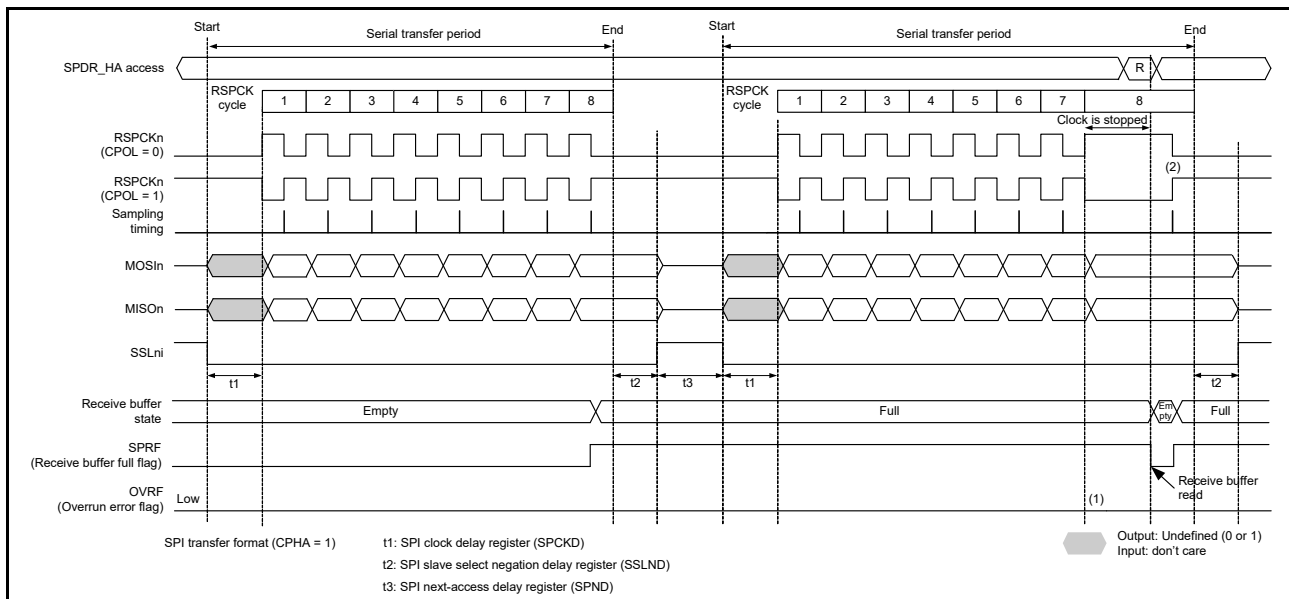 Start
End
Start
End
Serial transfer period
Serial transfer period
SPDR_HA access
R
RSPCK
cycle
1 2 3 4 5 6 7 8
RSPCK
cycle
1 2 3 4 5 6 7 8
Clock is stopped
RSPCKn
(CPOL = 0)
(2)
RSPCKn
(CPOL = 1)
Sampling
timing
MOSIn
MISOn
SSLni
t1
t2
t3
t1
t2
Receive buffer
state
Empty
Full
Em
pty
Full
SPRF
(Receive buffer full flag)
Receive buffer
read
OVRF
(Overrun error flag)
Low
(1)
SPI transfer format (CPHA = 1)
t1: SPI clock delay register (SPCKD)
t2: SPI slave select negation delay register (SSLND)
t3: SPI next-access delay register (SPND)
Output: Undefined (0 or 1)
Input: don't care